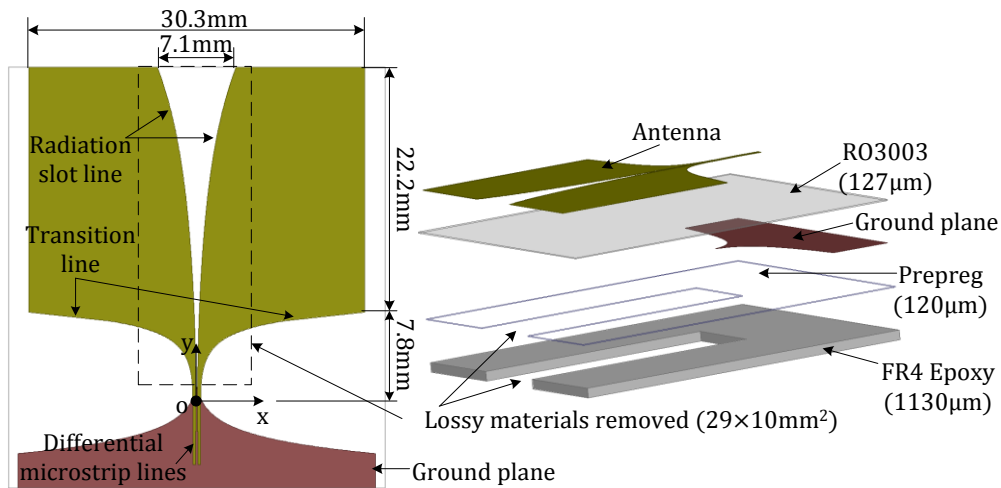 30.3mm
7.1mm
Radiation
slot line
22.2mm
Transition
line
7.8mm
y
o
x
Differential
microstrip lines
Ground plane
Antenna
RO3003
(127μm)
Ground plane
Prepreg
(120μm)
FR4 Epoxy
(1130μm)
Lossy materials removed (29×10mm²)